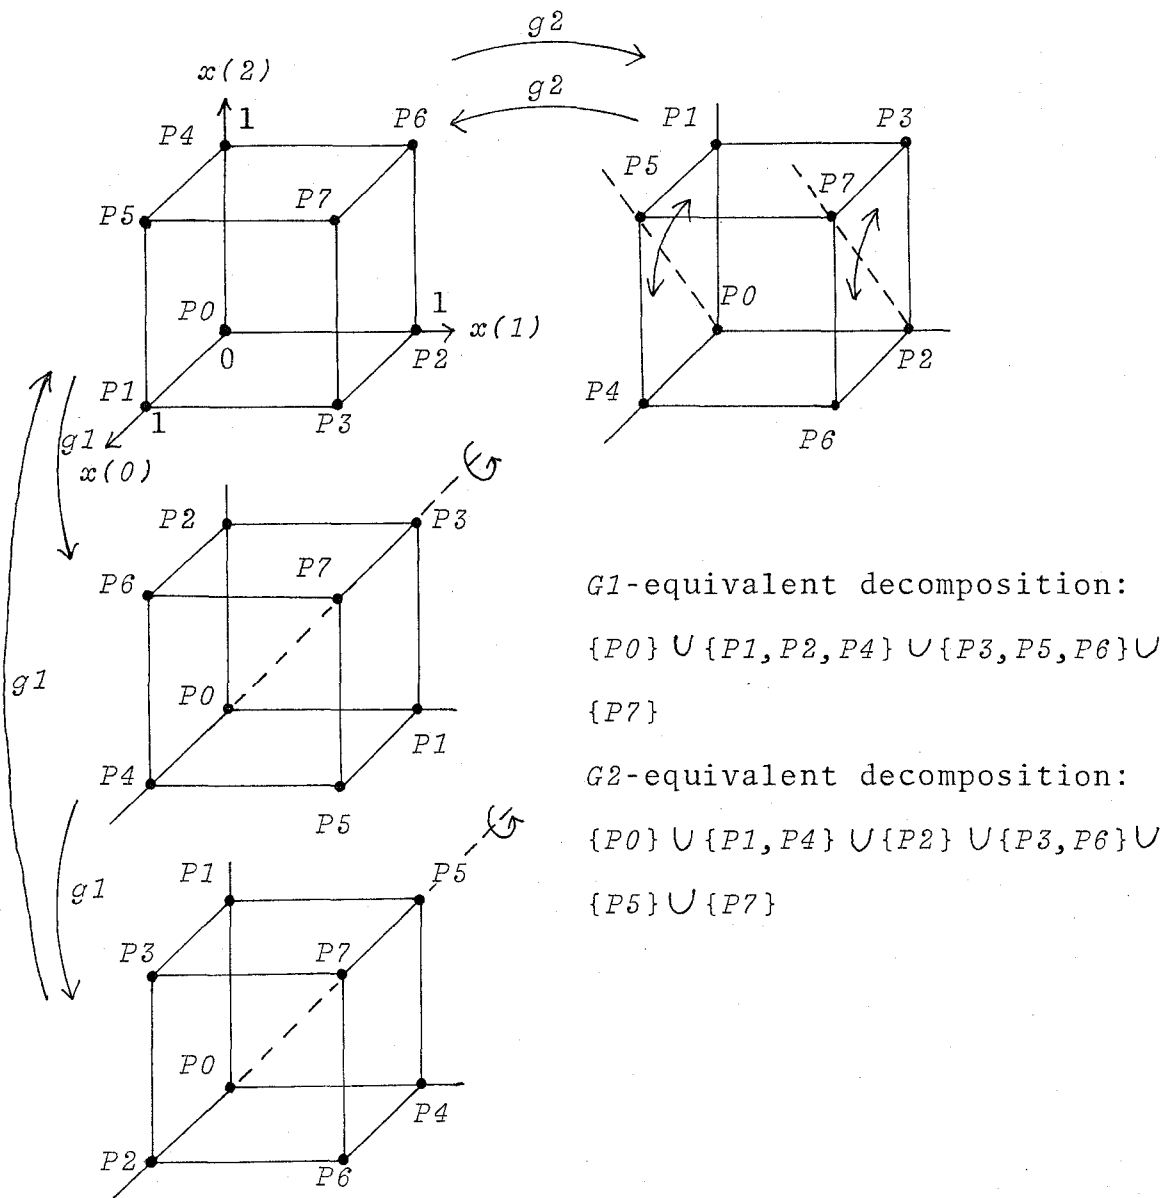 g2
x(2)
g2
1
P4
P6
P1
P3
P5
P7
P5
P7
P0
1
x(1)
P0
0
P2
P2
P1
1
P3
P4
P6
g1
x(0)
P2
P3
P6
P7
G1-equivalent decomposition:
{P0} ∪ {P1,P2,P4} ∪ {P3,P5,P6} ∪
{P7}
g1
P0
P1
P4
P5
G2-equivalent decomposition:
{P0} ∪ {P1,P4} ∪ {P2} ∪ {P3,P6} ∪
{P5} ∪ {P7}
g1
P1
P5
P3
P7
P0
P4
P2
P6